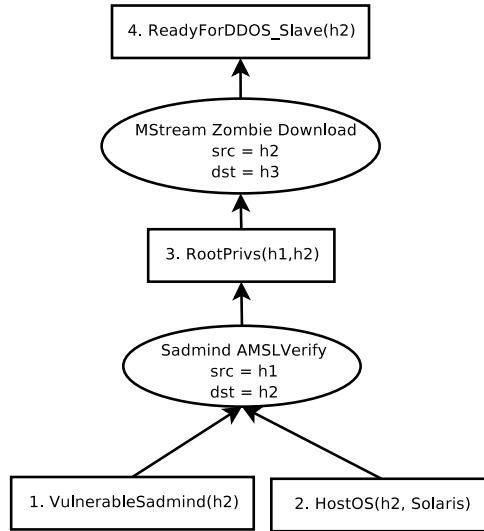 4. ReadyForDDOS_Slave(h2)
MStream Zombie Download
src = h2
dst = h3
3. RootPrivs(h1,h2)
Sadmind AMSLVerify
src = h1
dst = h2
1. VulnerableSadmind(h2)
2. HostOS(h2, Solaris)